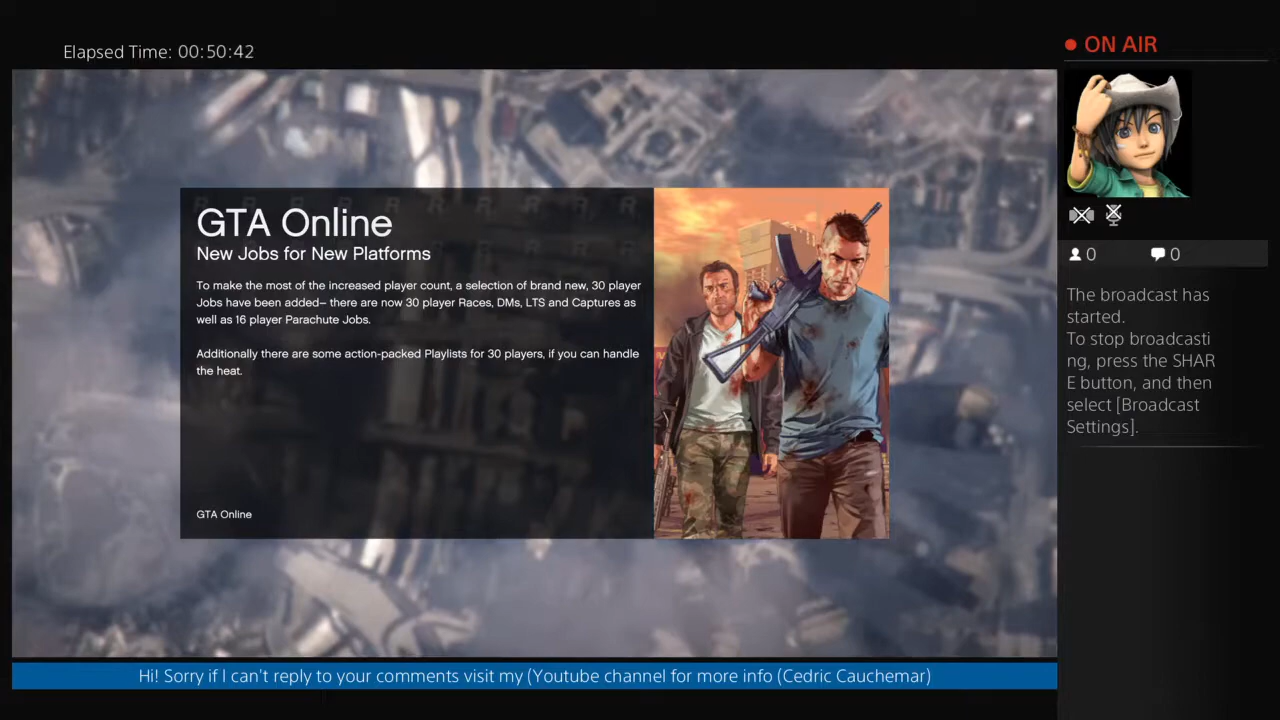 Elapsed Time: 00:50:42
ON AIR
GTA Online
New Jobs for New Platforms
To make the most of the increased player count, a selection of brand new, 30 player
Jobs have been added– there are now 30 player Races, DMs, LTS and Captures as
well as 16 player Parachute Jobs.
Additionally there are some action-packed Playlists for 30 players, if you can handle
the heat.
GTA Online
0
0
The broadcast has
started.
To stop broadcasti
ng, press the SHAR
E button, and then
select [Broadcast
Settings].
Hi! Sorry if I can't reply to your comments visit my (Youtube channel for more info (Cedric Cauchemar)